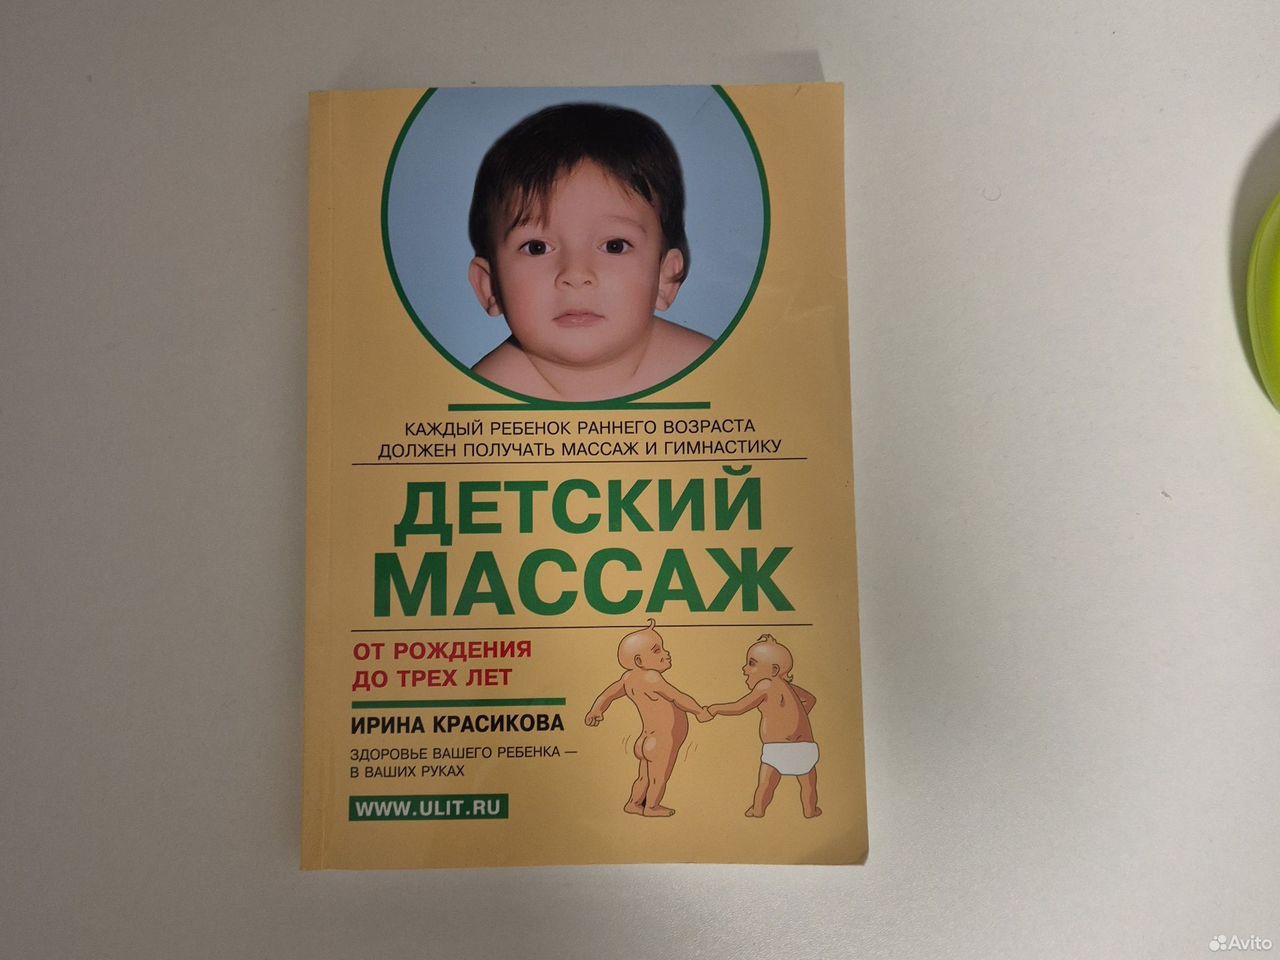 КАЖДЫЙ РЕБЕНОК РАННЕГО ВОЗРАСТА
ДОЛЖЕН ПОЛУЧАТЬ МАССАЖ И ГИМНАСТИКУ
ДЕТСКИЙ
МАССАЖ
ОТ РОЖДЕНИЯ
ДО ТРЕХ ЛЕТ
ИРИНА КРАСИКОВА
ЗДОРОВЬЕ ВАШЕГО РЕБЕНКА —
В ВАШИХ РУКАХ
WWW.ULIT.RU
Avito